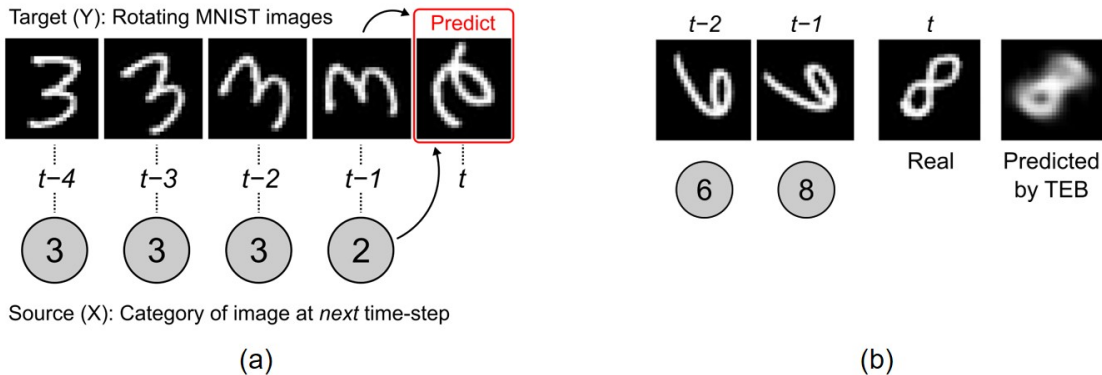 Target (Y): Rotating MNIST images
Predict
t−4
t−3
t−2
t−1
t
3
3
3
2
Source (X): Category of image at next time-step
(a)
t−2
t−1
t
Real
Predicted
by TEB
6
8
(b)